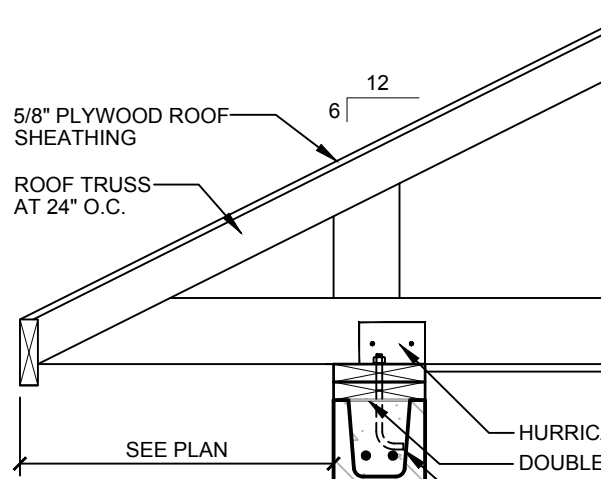 12
6
5/8" PLYWOOD ROOF
SHEATHING
ROOF TRUSS
AT 24" O.C.
HURRIC
SEE PLAN
DOUBLE